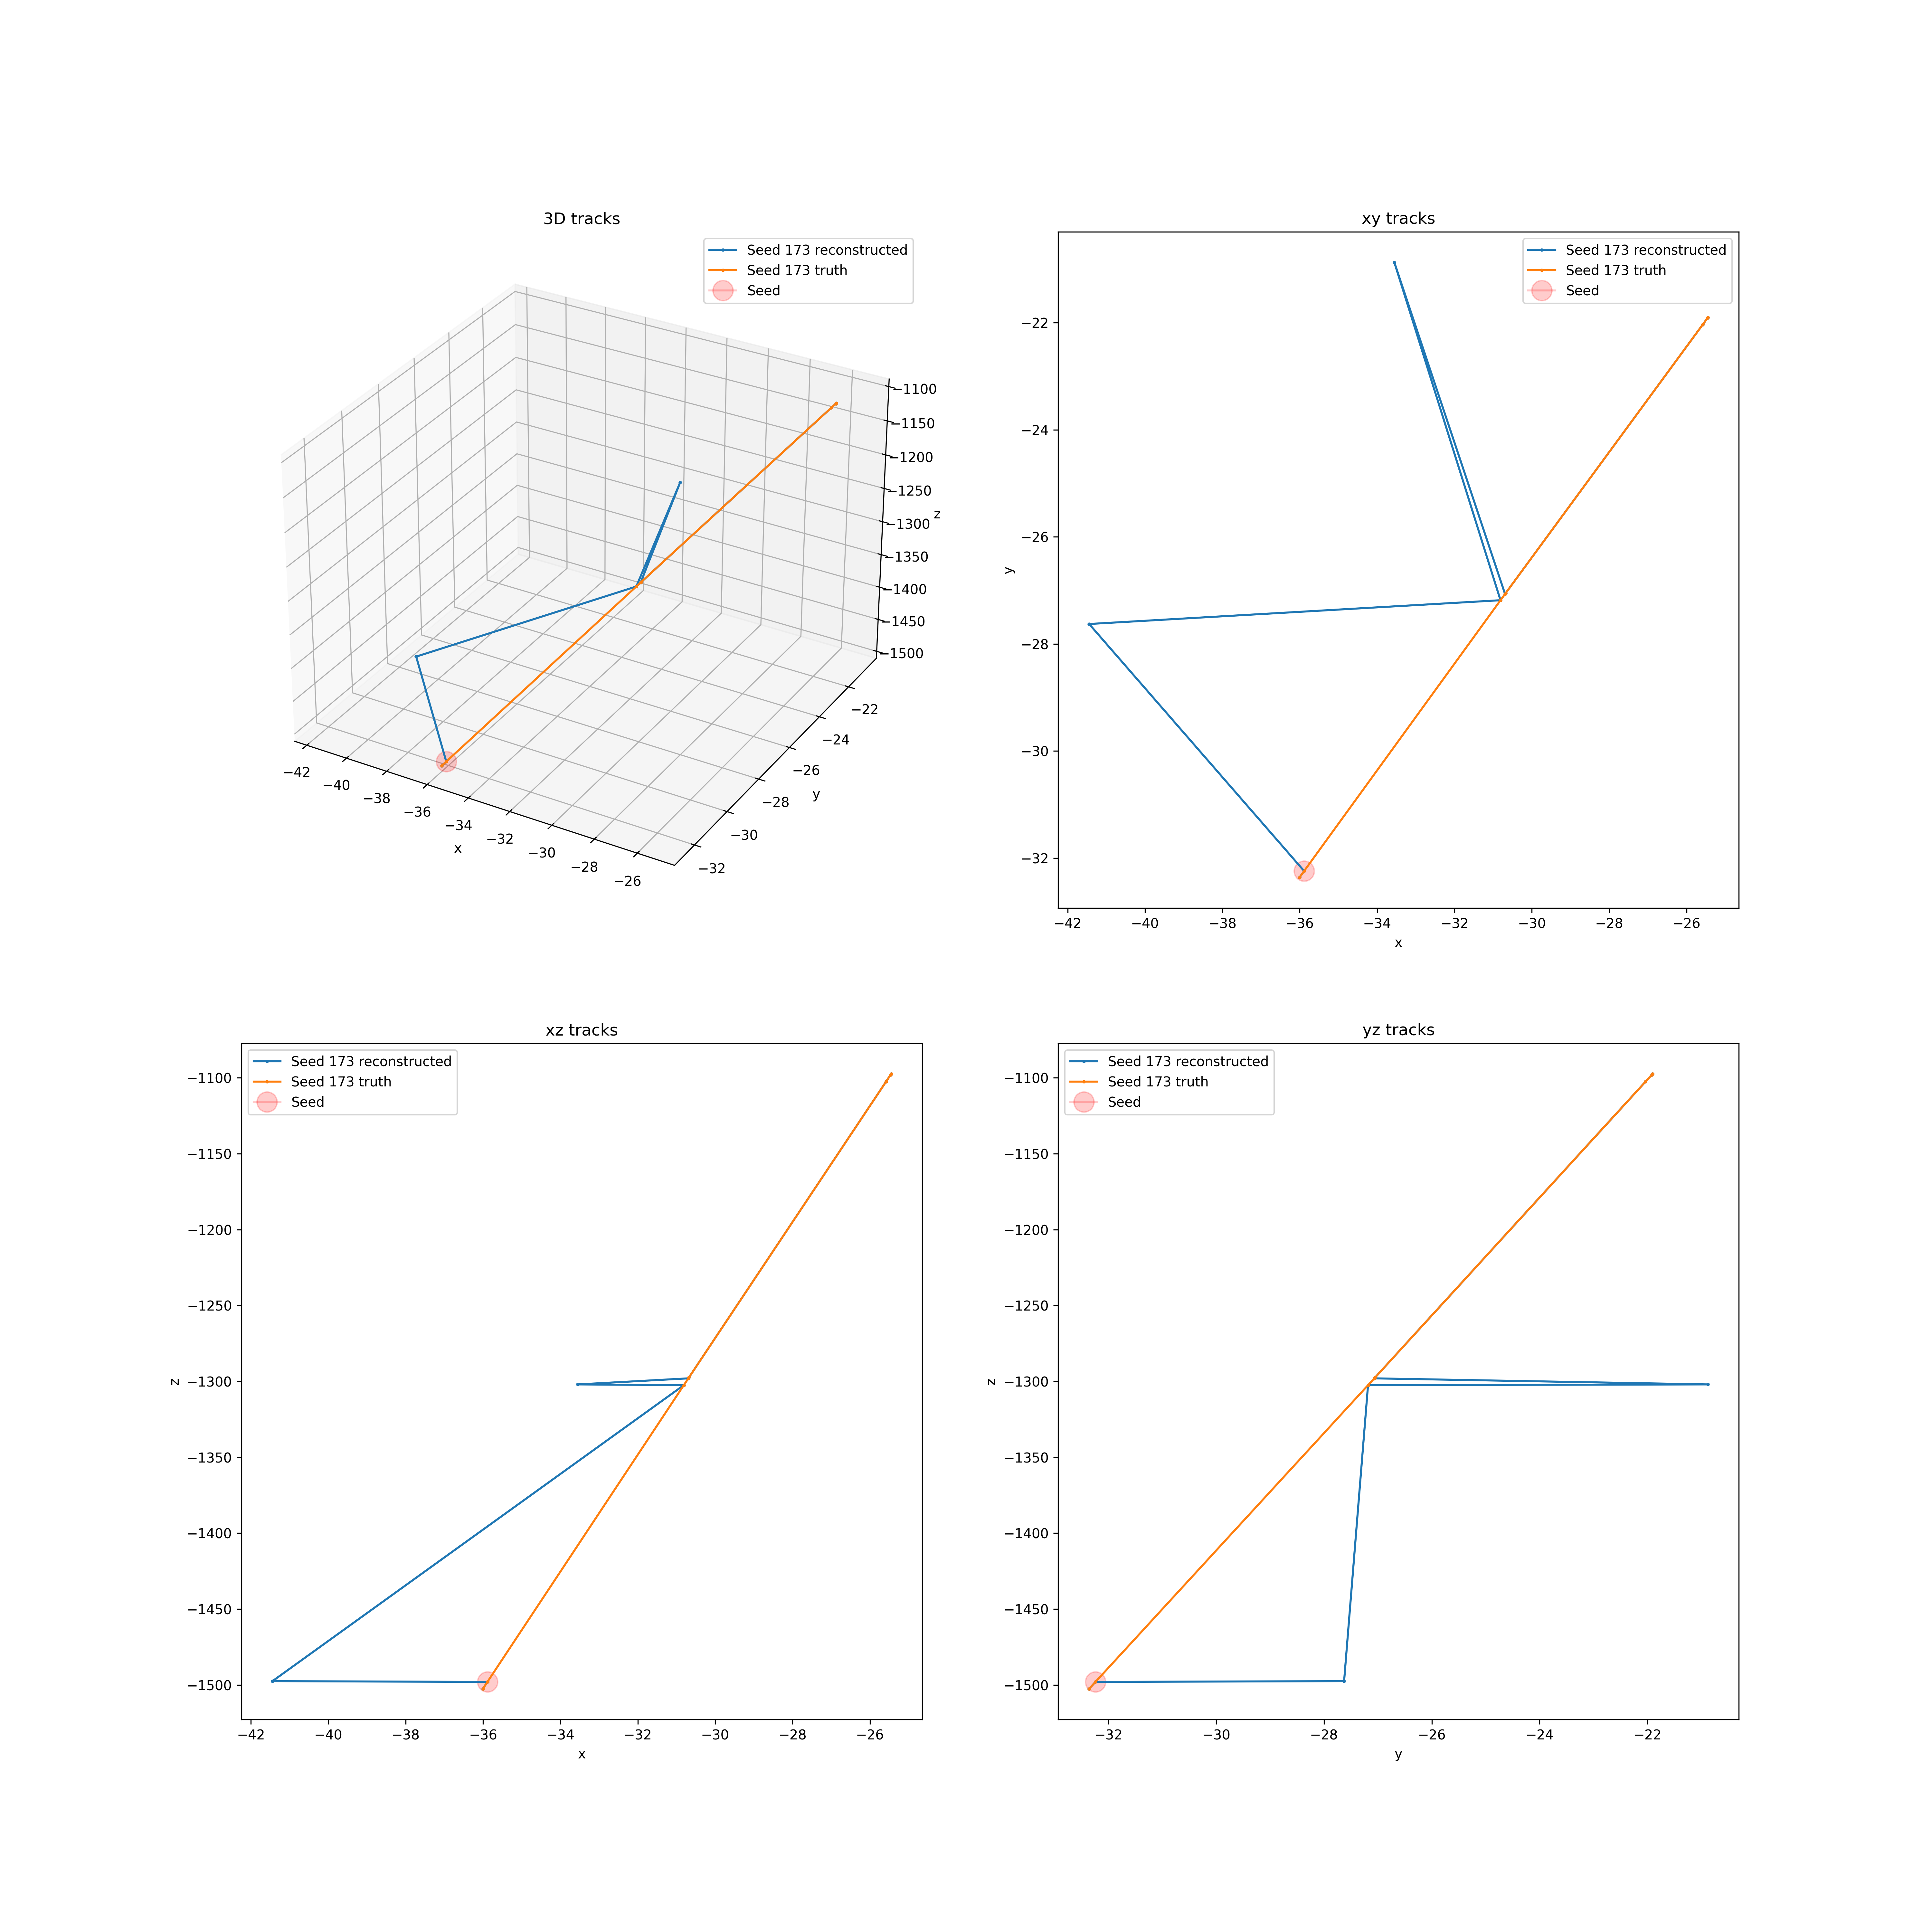 3D tracks
Seed 173 reconstructed
Seed 173 truth
Seed
−1100
−1150
−1200
−1250
z
−1300
−1350
−1400
−1450
−1500
−22
−24
−26
−28
−30
−32
y
−42
−40
−38
−36
−34
−32
−30
−28
−26
x
xy tracks
Seed 173 reconstructed
Seed 173 truth
Seed
−22
−24
−26
y
−28
−30
−32
−42 −40 −38 −36 −34 −32 −30 −28 −26
x
xz tracks
Seed 173 reconstructed
Seed 173 truth
Seed
−1100
−1150
−1200
−1250
−1300
z
−1350
−1400
−1450
−1500
−42 −40 −38 −36 −34 −32 −30 −28 −26
x
yz tracks
Seed 173 reconstructed
Seed 173 truth
Seed
−1100
−1150
−1200
−1250
−1300
z
−1350
−1400
−1450
−1500
−32 −30 −28 −26 −24 −22
y